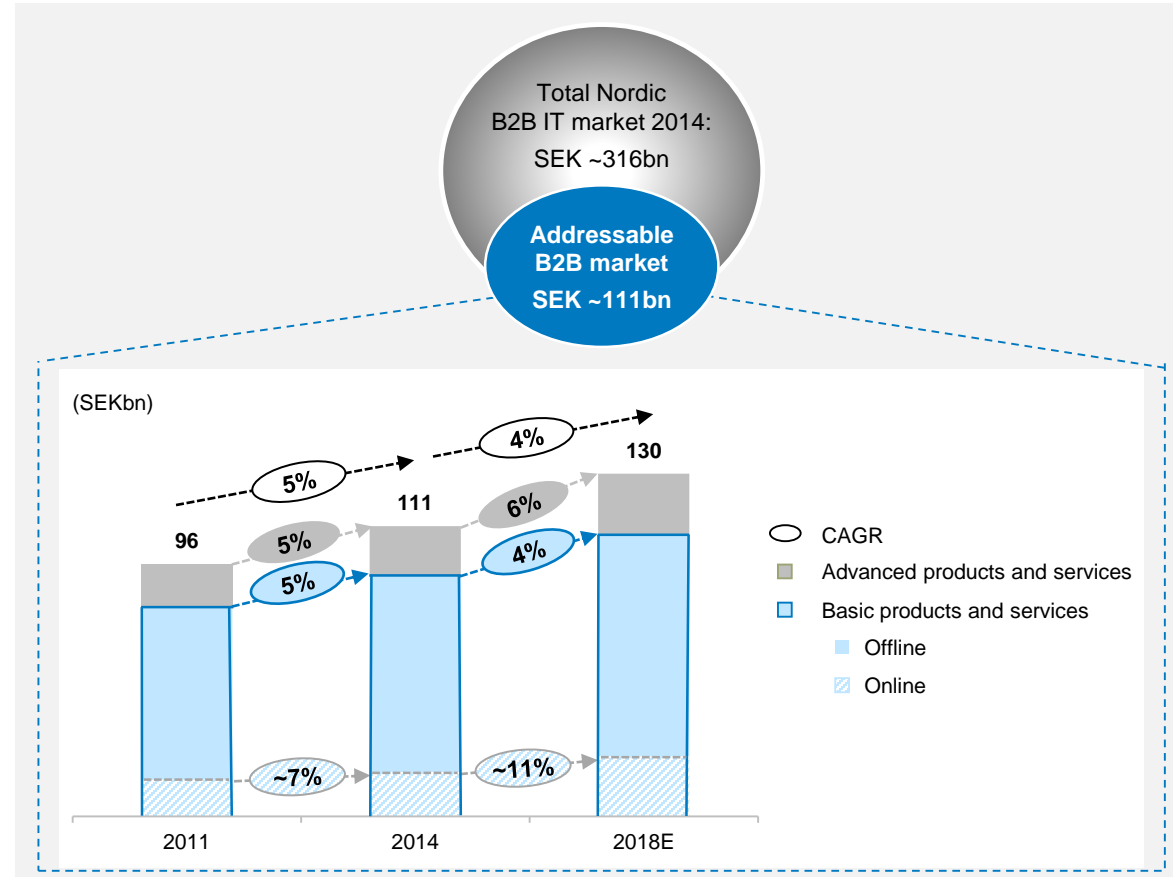 Total Nordic
B2B IT market 2014:
SEK ~316bn
Addressable
B2B market
SEK ~111bn
(SEKbn)
5%
4%
96
111
130
5%
6%
5%
4%
~7%
~11%
2011
2014
2018E
CAGR
Advanced products and services
Basic products and services
Offline
Online